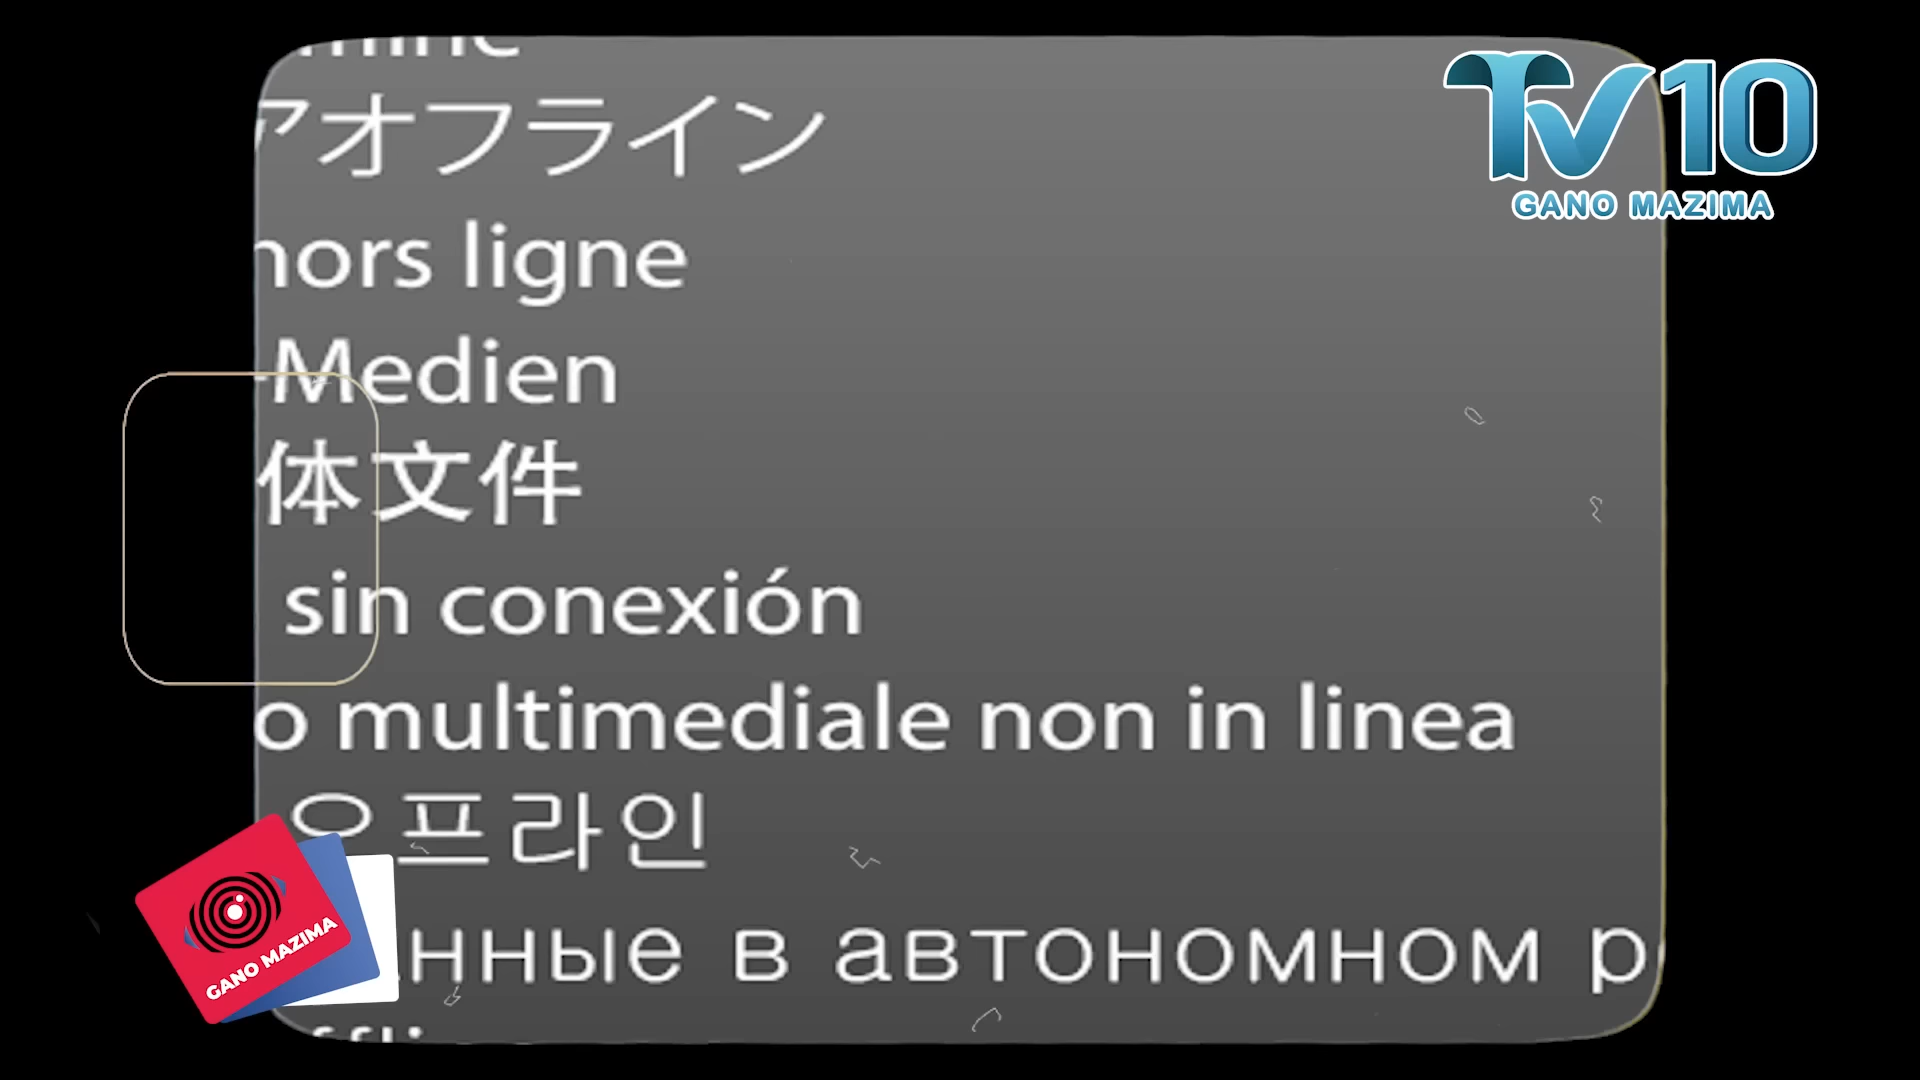 アオフライン
TV10
GANO MAZIMA
hors ligne
-Medien
体文件
sin conexión
o multimediale non in linea
오프라인
нные в автономном р
GANO MAZIMA